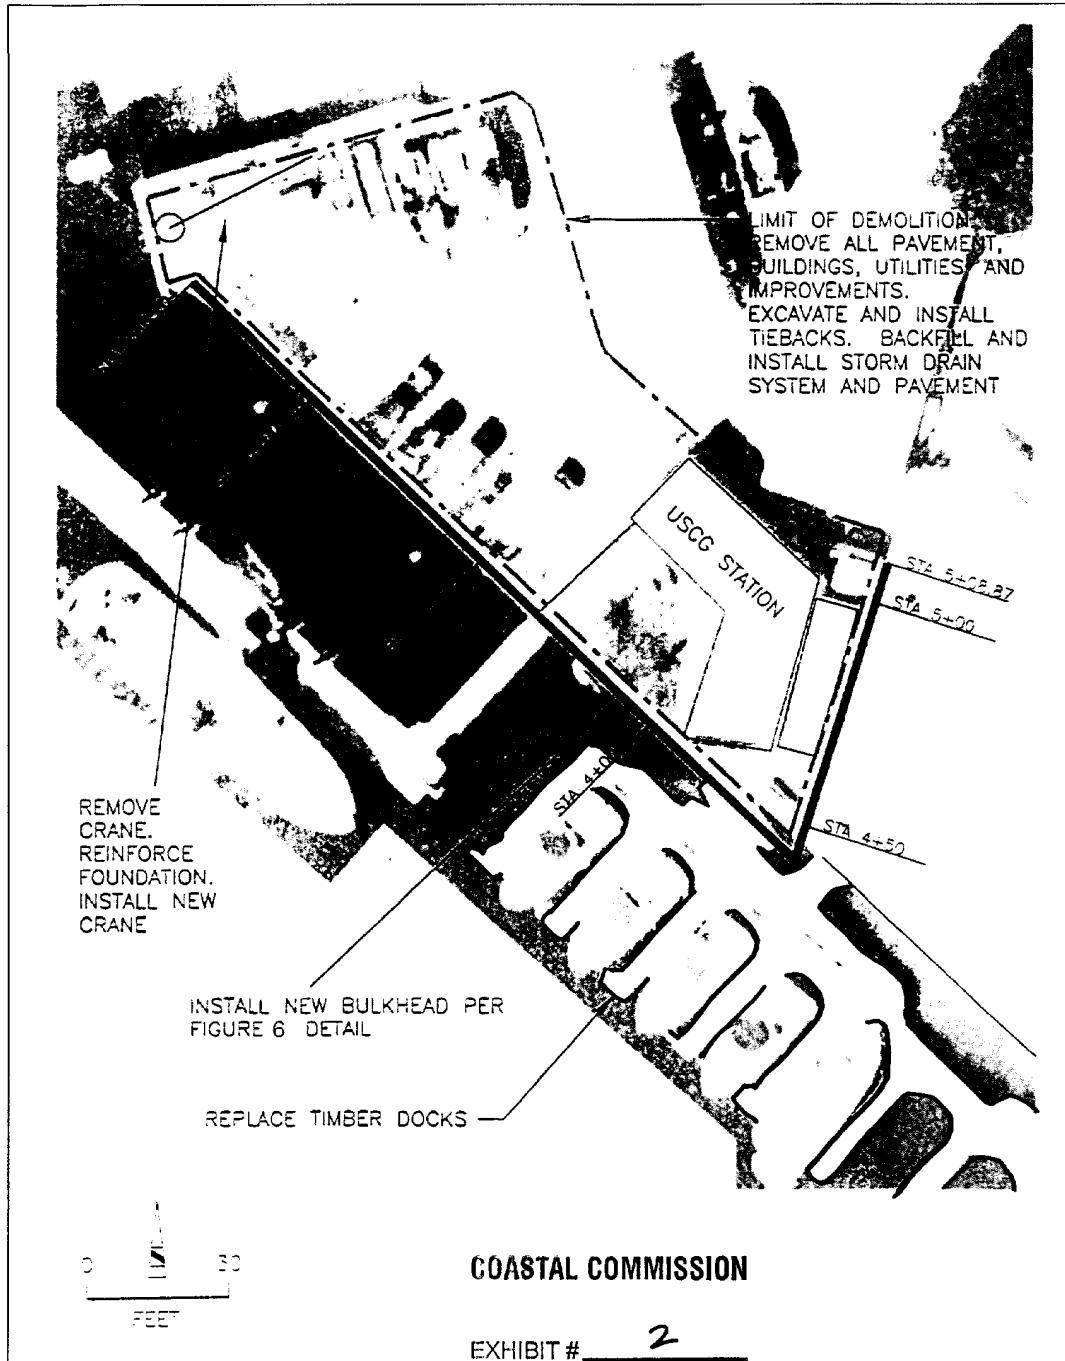 LIMIT OF DEMOLITION
REMOVE ALL PAVEMENT,
BUILDINGS, UTILITIES AND
IMPROVEMENTS.
EXCAVATE AND INSTALL
TIEBACKS. BACKFILL AND
INSTALL STORM DRAIN
SYSTEM AND PAVEMENT
USCG STATION
STA 5+08.87
STA 5+00
STA 4+00
STA 4+50
REMOVE
CRANE.
REINFORCE
FOUNDATION.
INSTALL NEW
CRANE
INSTALL NEW BULKHEAD PER
FIGURE 6 DETAIL
REPLACE TIMBER DOCKS
0 30
FEET
COASTAL COMMISSION
EXHIBIT # 2